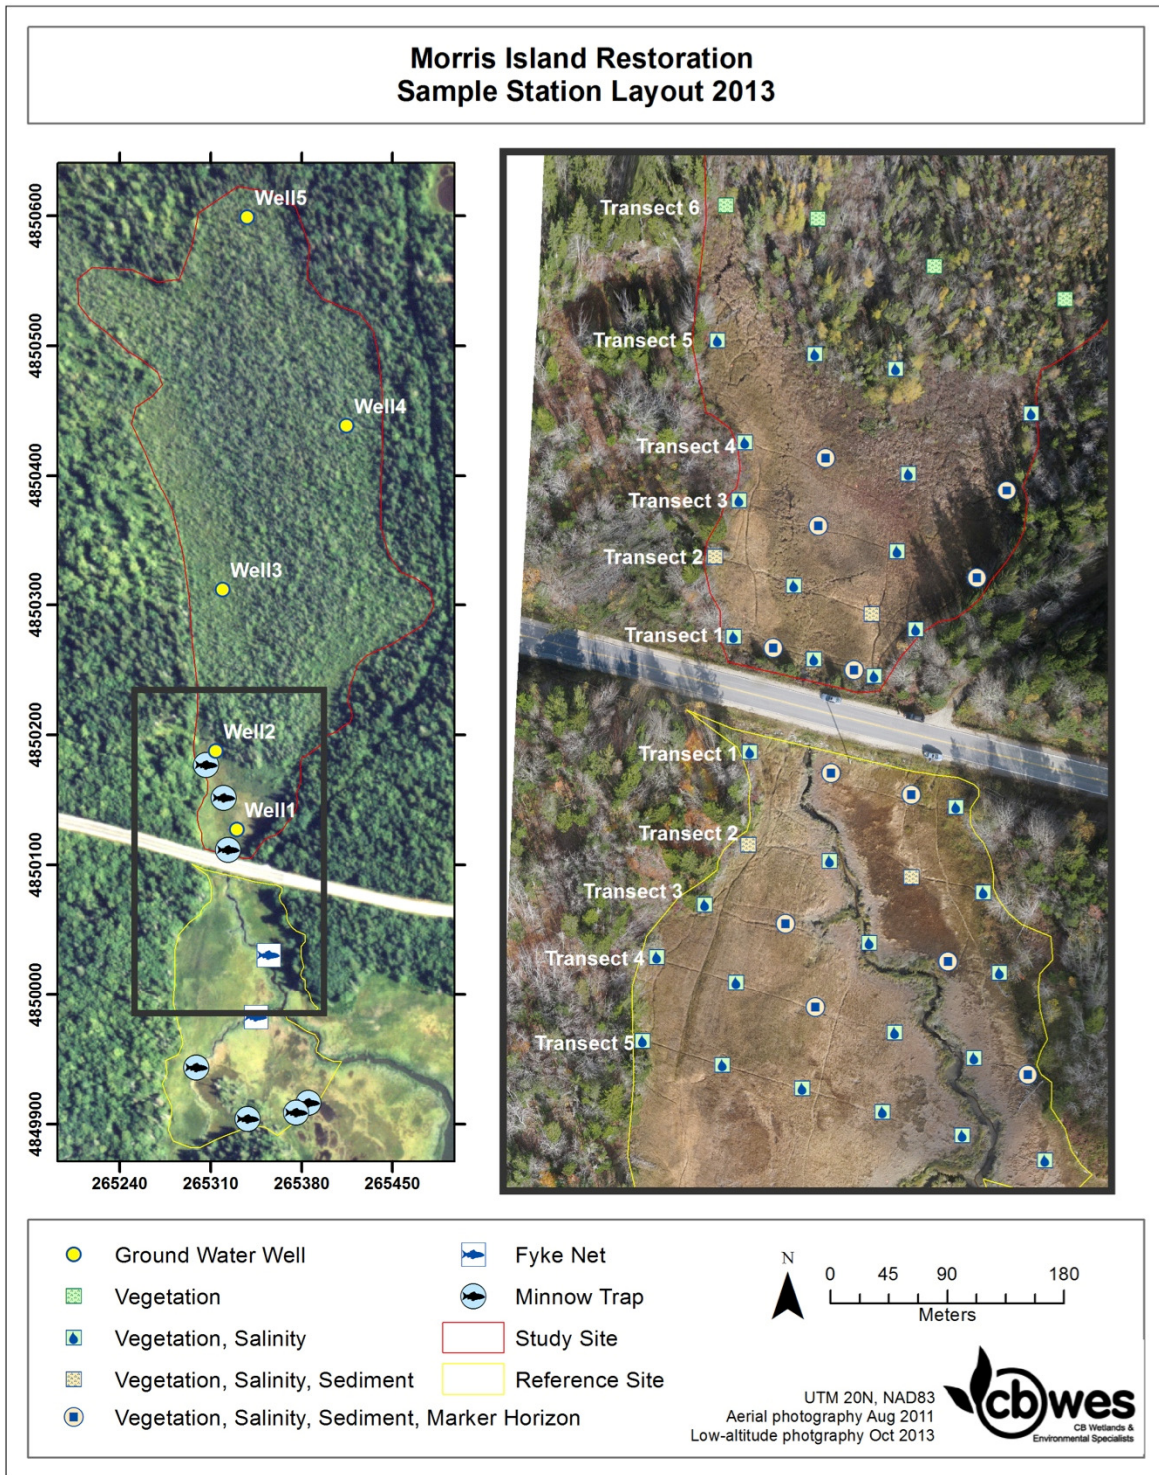 Morris Island Restoration
Sample Station Layout 2013
Well5
Well4
Well3
Well2
Well1
4850600
4850500
4850400
4850300
4850200
4850100
4850000
4849900
265240 265310 265380 265450
Transect 6
Transect 5
Transect 4
Transect 3
Transect 2
Transect 1
Transect 1
Transect 2
Transect 3
Transect 4
Transect 5
Ground Water Well
Vegetation
Vegetation, Salinity
Vegetation, Salinity, Sediment
Vegetation, Salinity, Sediment, Marker Horizon
Fyke Net
Minnow Trap
Study Site
Reference Site
N
0 45 90 180
Meters
UTM 20N, NAD83
Aerial photography Aug 2011
Low-altitude photgraphy Oct 2013
cbwes
CB Wetlands &
Environmental Specialists